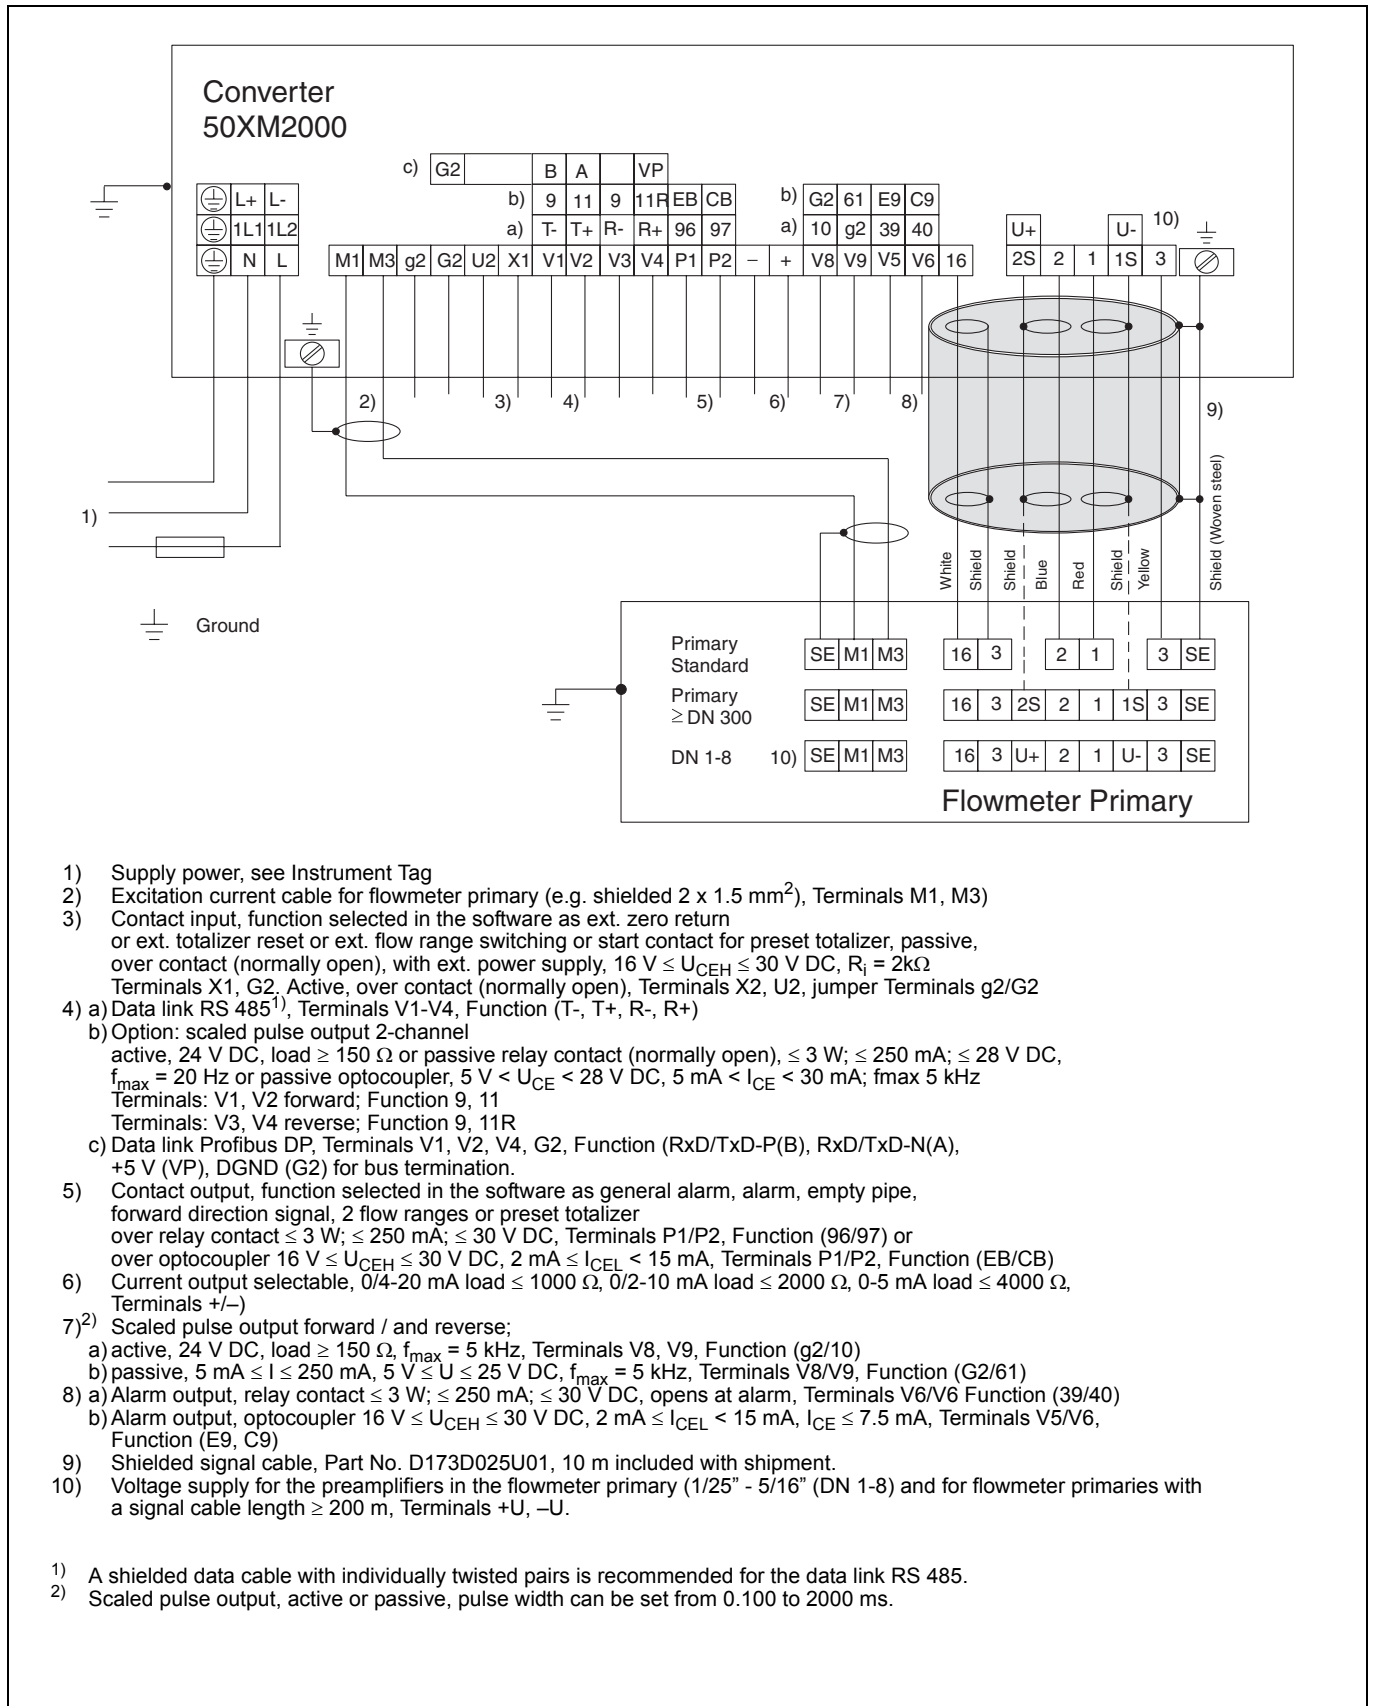 Converter
50XM2000
c) G2 B A VP
b) 9 11 9 11R EB CB b) G2 61 E9 C9
L+ L-
1L1 1L2 a) T- T+ R- R+ 96 97 a) 10 g2 39 40 U+ U- 10)
N L M1 M3 g2 G2 U2 X1 V1 V2 V3 V4 P1 P2 – + V8 V9 V5 V6 16 2S 2 1 1S 3
2) 3) 4) 5) 6) 7) 8) 9)
1)
White
Shield
Shield
Blue
Red
Shield
Yellow
Shield (Woven steel)
Ground
Primary
Standard SE M1 M3 16 3 2 1 3 SE
Primary
≥ DN 300 SE M1 M3 16 3 2S 2 1 1S 3 SE
DN 1-8 10) SE M1 M3 16 3 U+ 2 1 U- 3 SE
Flowmeter Primary
1) Supply power, see Instrument Tag
2) Excitation current cable for flowmeter primary (e.g. shielded 2 x 1.5 mm²), Terminals M1, M3)
3) Contact input, function selected in the software as ext. zero return
or ext. totalizer reset or ext. flow range switching or start contact for preset totalizer, passive,
over contact (normally open), with ext. power supply, 16 V ≤ UCEH ≤ 30 V DC, Ri = 2kΩ
Terminals X1, G2. Active, over contact (normally open), Terminals X2, U2, jumper Terminals g2/G2
4) a) Data link RS 485¹⁾, Terminals V1-V4, Function (T-, T+, R-, R+)
b) Option: scaled pulse output 2-channel
active, 24 V DC, load ≥ 150 Ω or passive relay contact (normally open), ≤ 3 W; ≤ 250 mA; ≤ 28 V DC,
fmax = 20 Hz or passive optocoupler, 5 V < UCE < 28 V DC, 5 mA < ICE < 30 mA; fmax 5 kHz
Terminals: V1, V2 forward; Function 9, 11
Terminals: V3, V4 reverse; Function 9, 11R
c) Data link Profibus DP, Terminals V1, V2, V4, G2, Function (RxD/TxD-P(B), RxD/TxD-N(A),
+5 V (VP), DGND (G2) for bus termination.
5) Contact output, function selected in the software as general alarm, alarm, empty pipe,
forward direction signal, 2 flow ranges or preset totalizer
over relay contact ≤ 3 W; ≤ 250 mA; ≤ 30 V DC, Terminals P1/P2, Function (96/97) or
over optocoupler 16 V ≤ UCEH ≤ 30 V DC, 2 mA ≤ ICEL < 15 mA, Terminals P1/P2, Function (EB/CB)
6) Current output selectable, 0/4-20 mA load ≤ 1000 Ω, 0/2-10 mA load ≤ 2000 Ω, 0-5 mA load ≤ 4000 Ω,
Terminals +/–)
7)²⁾ Scaled pulse output forward / and reverse;
a) active, 24 V DC, load ≥ 150 Ω, fmax = 5 kHz, Terminals V8, V9, Function (g2/10)
b) passive, 5 mA ≤ I ≤ 250 mA, 5 V ≤ U ≤ 25 V DC, fmax = 5 kHz, Terminals V8/V9, Function (G2/61)
8) a) Alarm output, relay contact ≤ 3 W; ≤ 250 mA; ≤ 30 V DC, opens at alarm, Terminals V6/V6 Function (39/40)
b) Alarm output, optocoupler 16 V ≤ UCEH ≤ 30 V DC, 2 mA ≤ ICEL < 15 mA, ICE ≤ 7.5 mA, Terminals V5/V6,
Function (E9, C9)
9) Shielded signal cable, Part No. D173D025U01, 10 m included with shipment.
10) Voltage supply for the preamplifiers in the flowmeter primary (1/25” - 5/16” (DN 1-8) and for flowmeter primaries with
a signal cable length ≥ 200 m, Terminals +U, –U.
1) A shielded data cable with individually twisted pairs is recommended for the data link RS 485.
2) Scaled pulse output, active or passive, pulse width can be set from 0.100 to 2000 ms.